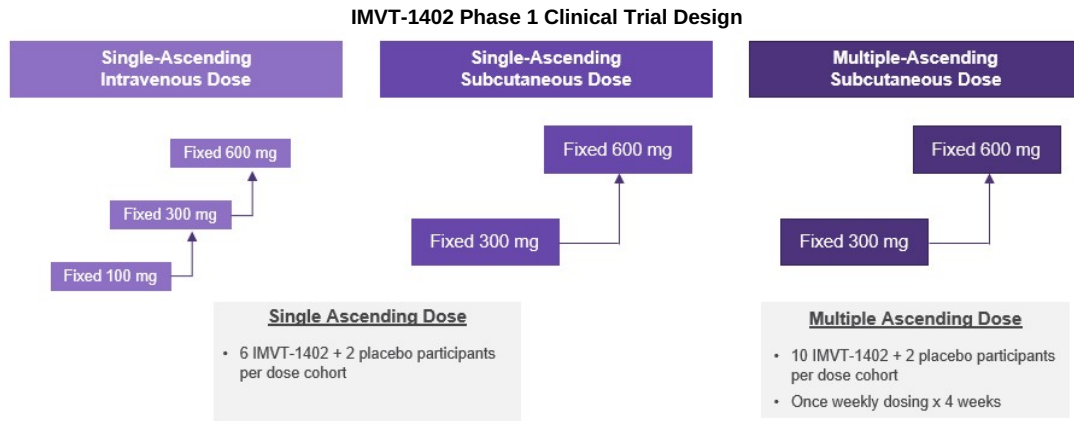 IMVT-1402 Phase 1 Clinical Trial Design
Single-Ascending
Intravenous Dose
Fixed 600 mg
Fixed 300 mg
Fixed 100 mg
Single-Ascending
Subcutaneous Dose
Fixed 600 mg
Fixed 300 mg
Multiple-Ascending
Subcutaneous Dose
Fixed 600 mg
Fixed 300 mg
Single Ascending Dose
• 6 IMVT-1402 + 2 placebo participants
per dose cohort
Multiple Ascending Dose
• 10 IMVT-1402 + 2 placebo participants
per dose cohort
• Once weekly dosing x 4 weeks